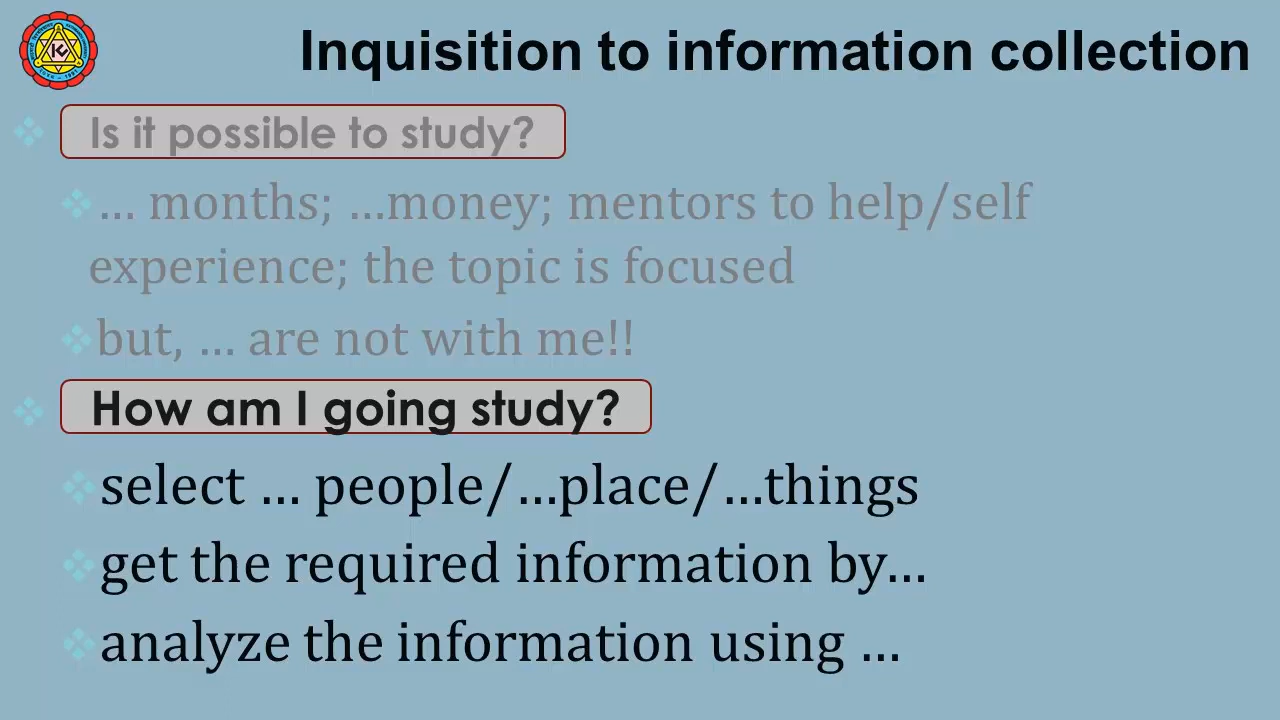 Inquisition to information collection
Is it possible to study?
… months; …money; mentors to help/self
experience; the topic is focused
but, … are not with me!!
How am I going study?
select … people/…place/…things
get the required information by…
analyze the information using …